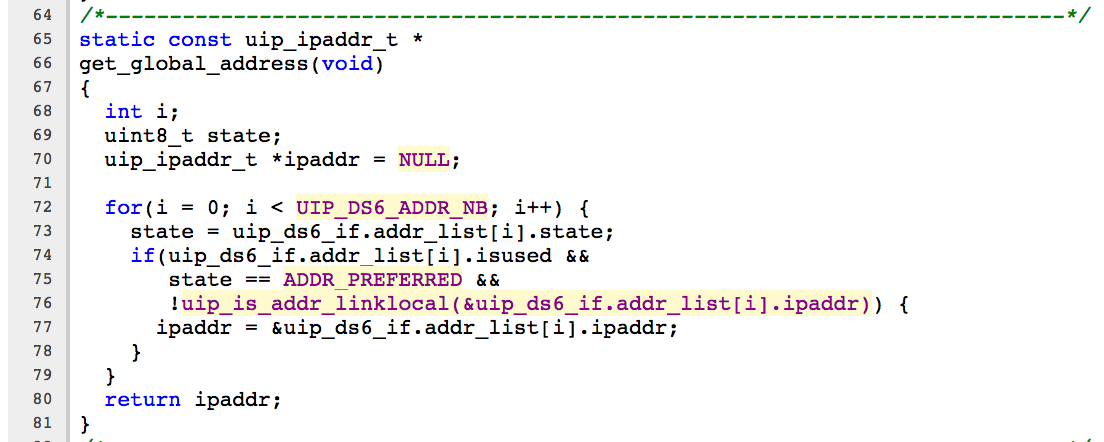 64 /*---------------------------------------------------------------------------*/
65 static const uip_ipaddr_t *
66 get_global_address(void)
67 {
68   int i;
69   uint8_t state;
70   uip_ipaddr_t *ipaddr = NULL;
71
72   for(i = 0; i < UIP_DS6_ADDR_NB; i++) {
73     state = uip_ds6_if.addr_list[i].state;
74     if(uip_ds6_if.addr_list[i].isused &&
75        state == ADDR_PREFERRED &&
76        !uip_is_addr_linklocal(&uip_ds6_if.addr_list[i].ipaddr)) {
77       ipaddr = &uip_ds6_if.addr_list[i].ipaddr;
78     }
79   }
80   return ipaddr;
81 }